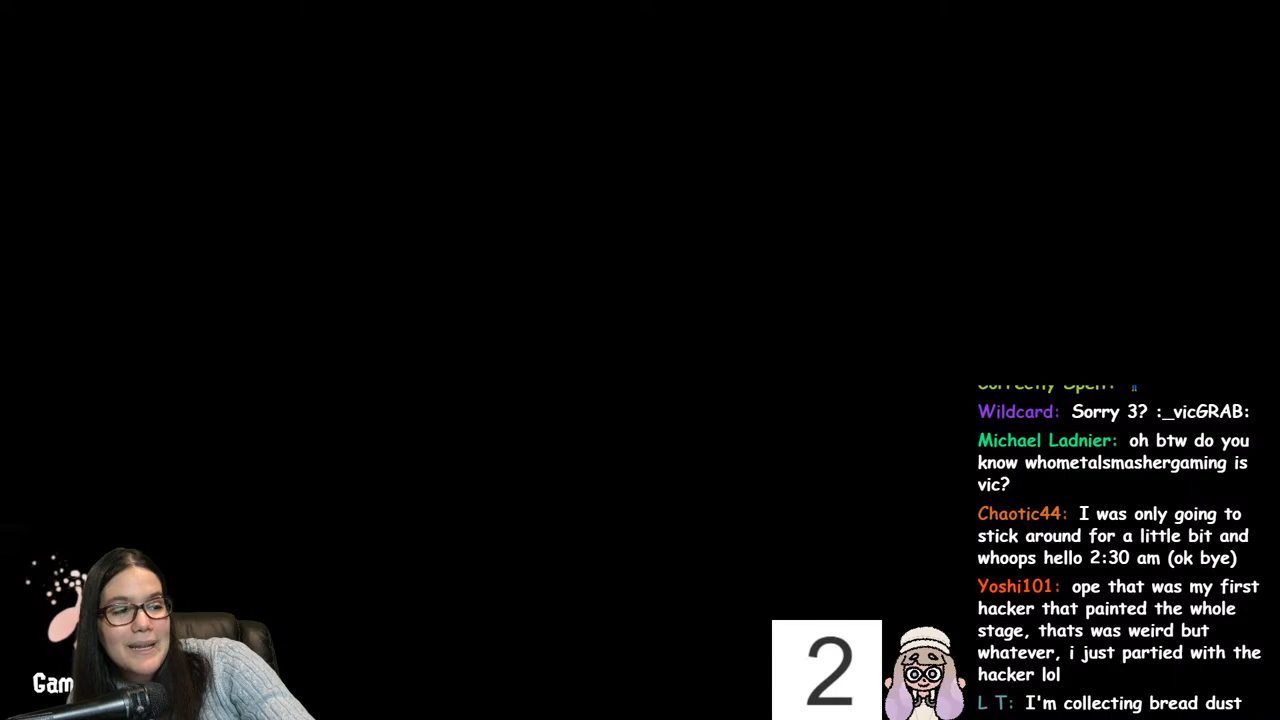 Wildcard: Sorry 3? :_vicGRAB:
Michael Ladnier: oh btw do you
know whometalsmashergaming is
vic?
Chaotic44: I was only going to
stick around for a little bit and
whoops hello 2:30 am (ok bye)
Yoshi101: ope that was my first
hacker that painted the whole
stage, thats was weird but
whatever, i just partied with the
hacker lol
L T: I'm collecting bread dust
2
Gam